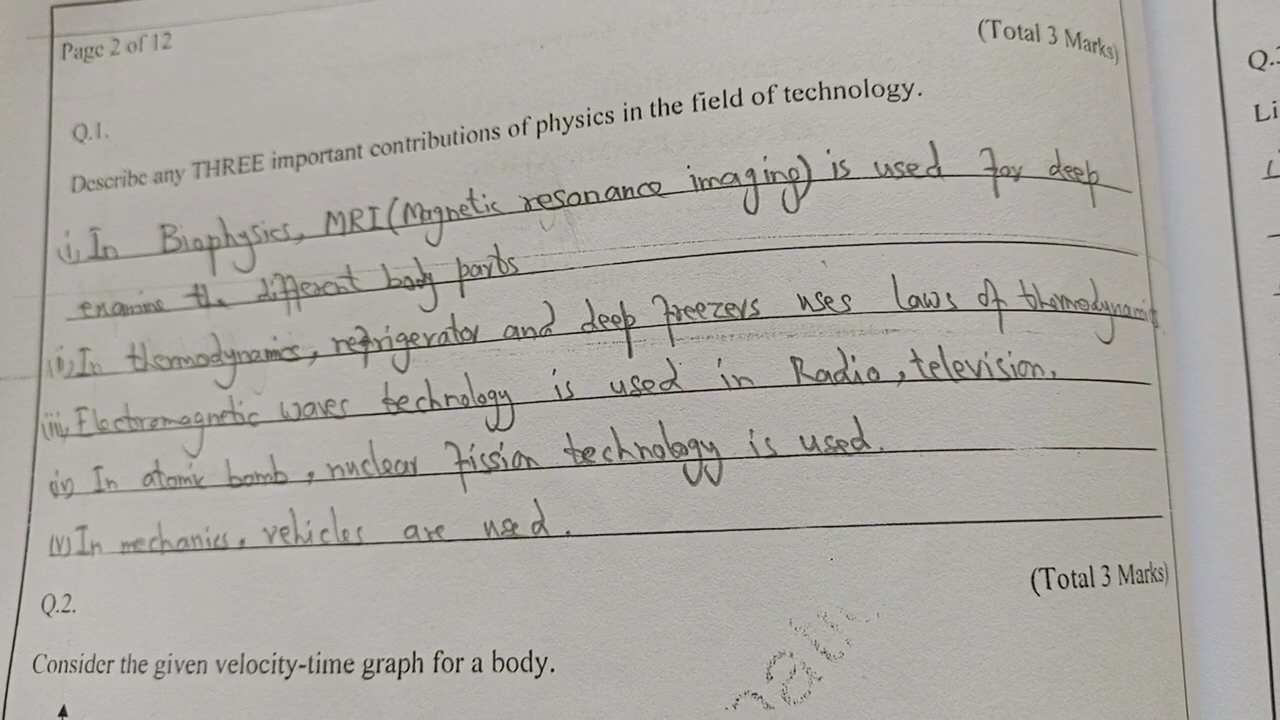 Page 2 of 12
(Total 3 Marks)
Q.1.
Describe any THREE important contributions of physics in the field of technology.
(i) In Biophysics, MRI (Magnetic resonance imaging) is used for deep
examine the different body parts
(ii) In thermodynamics, refrigerator and deep freezers uses laws of thermodynamics
(iii) Electromagnetic waves technology is used in Radio, television.
(iv) In atomic bomb, nuclear fission technology is used.
(v) In mechanics, vehicles are used.
(Total 3 Marks)
Q.2.
Consider the given velocity-time graph for a body.
Q.
Li